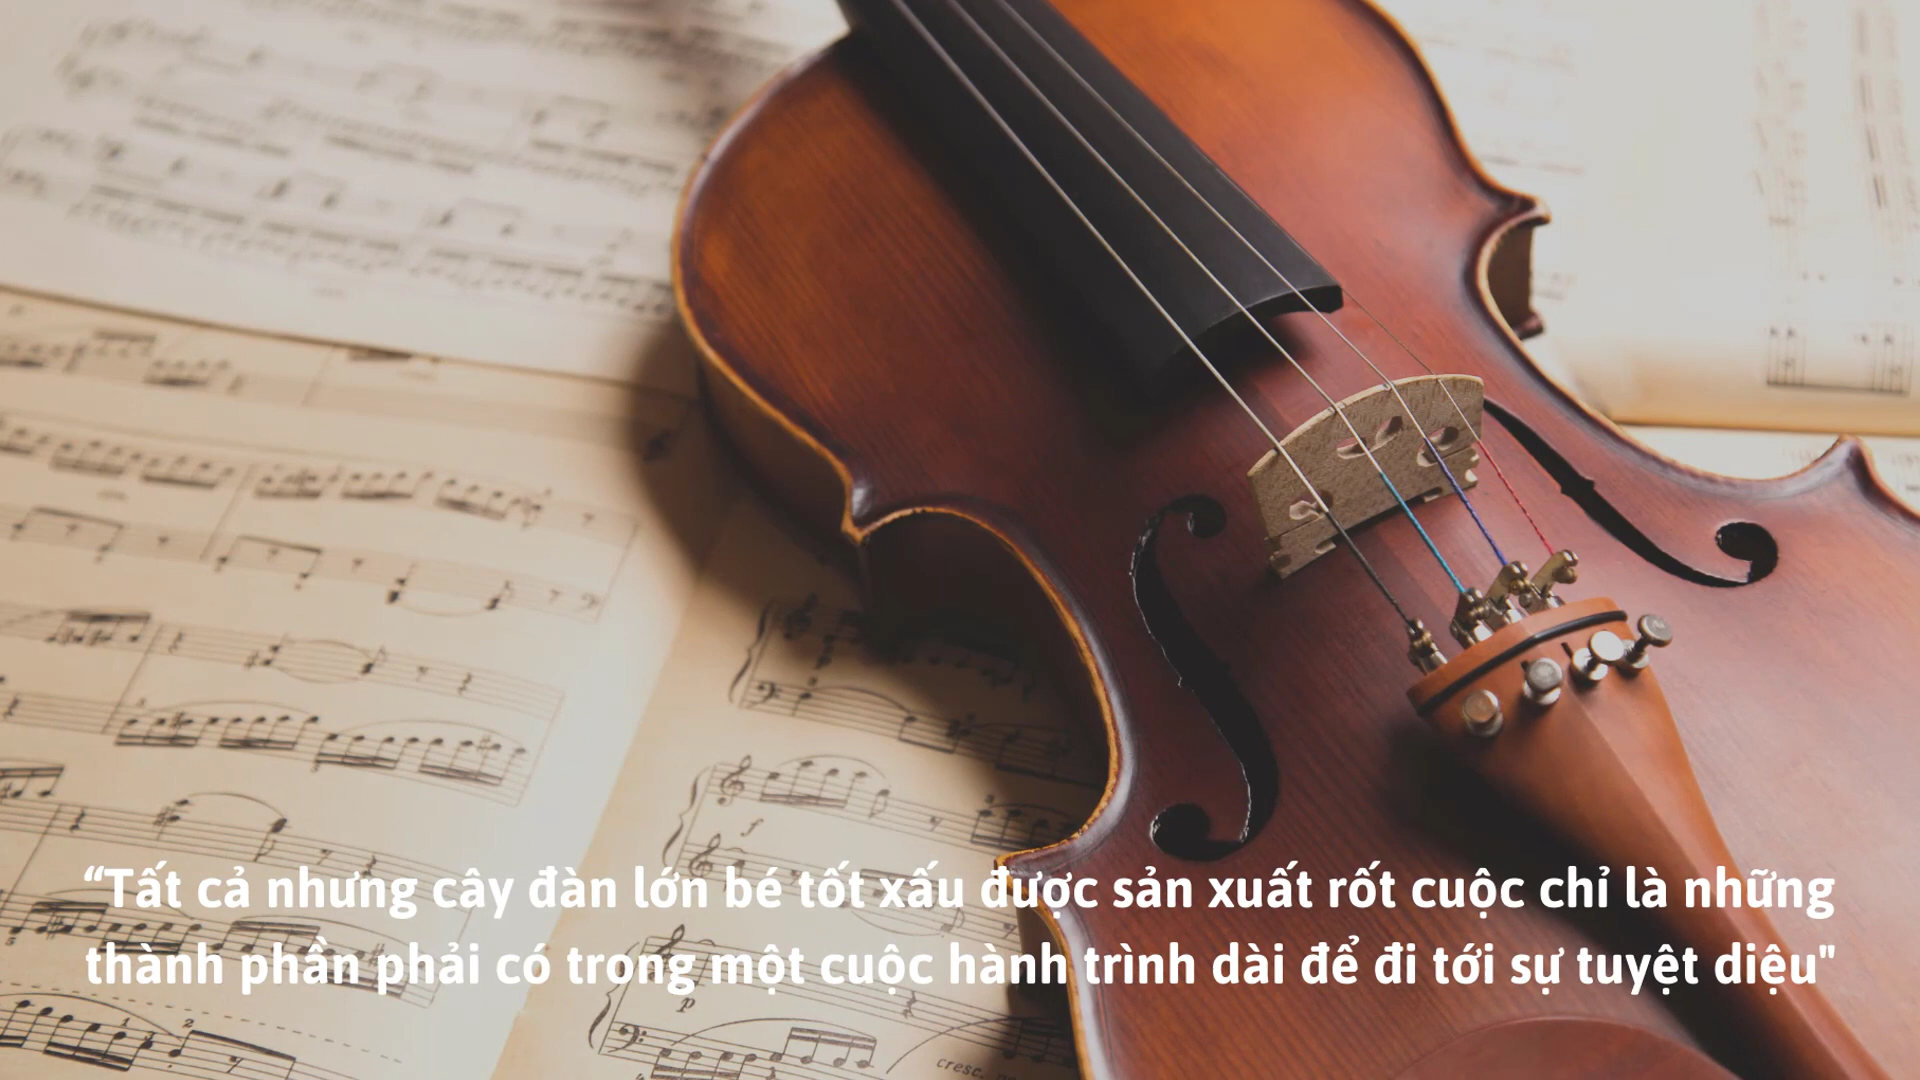 “Tất cả nhưng cây đàn lớn bé tốt xấu được sản xuất rốt cuộc chỉ là những
thành phần phải có trong một cuộc hành trình dài để đi tới sự tuyệt diệu"
f
p
cresc.